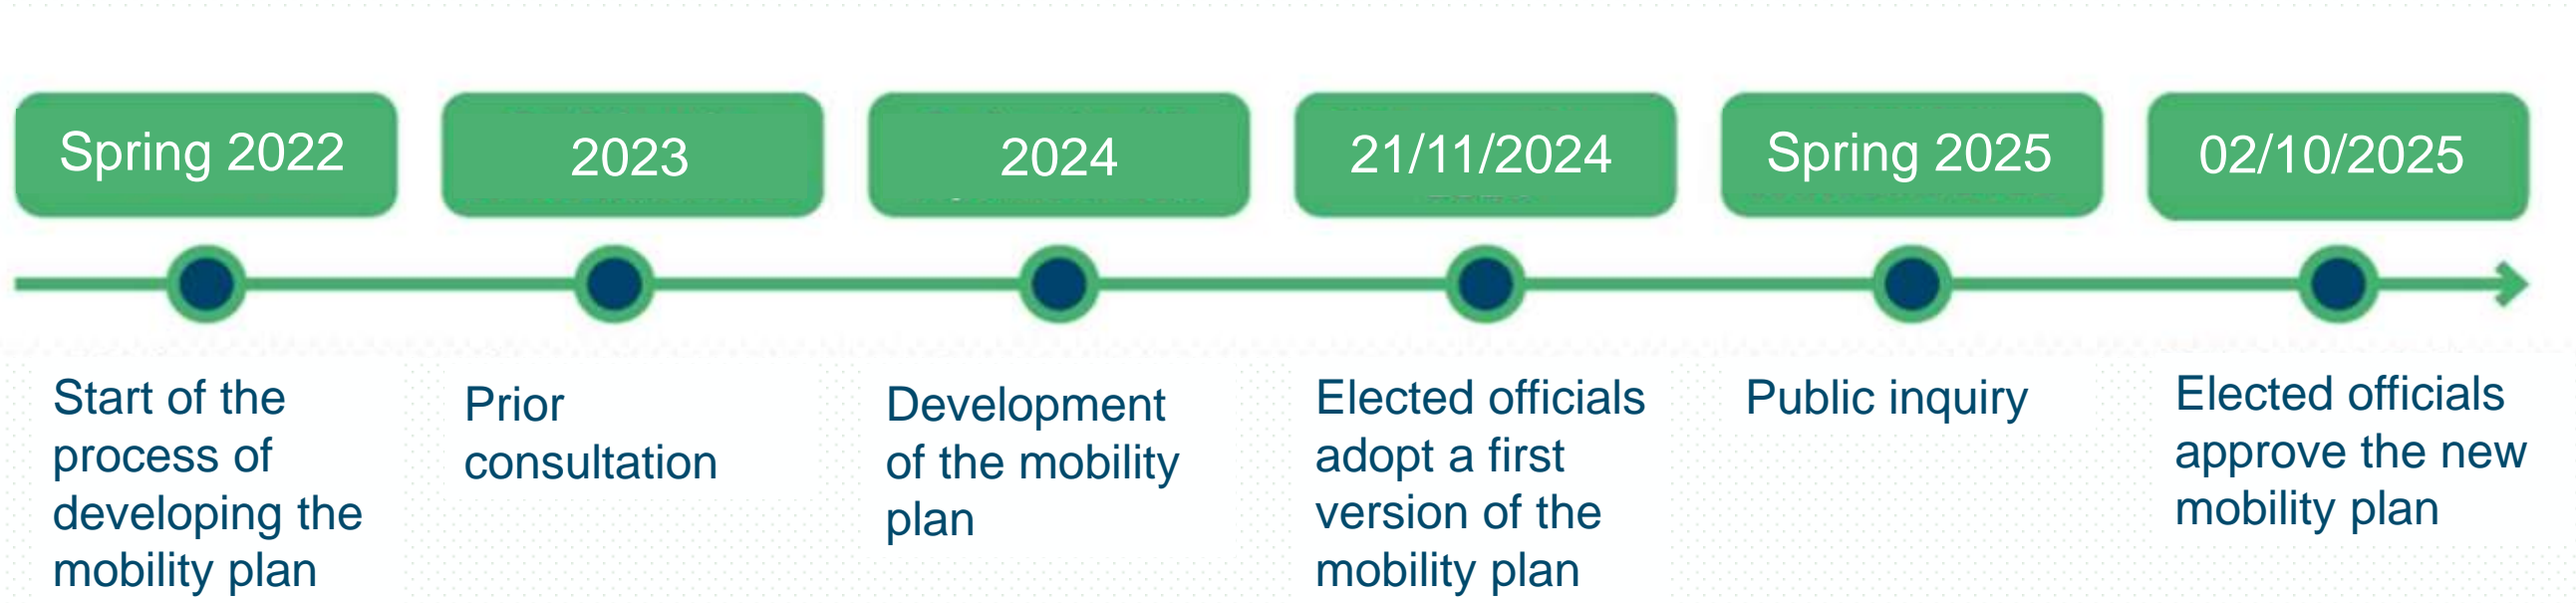 Spring 2022
2023
2024
21/11/2024
Spring 2025
02/10/2025
Start of the
process of
developing the
mobility plan
Prior
consultation
Development
of the mobility
plan
Elected officials
adopt a first
version of the
mobility plan
Public inquiry
Elected officials
approve the new
mobility plan